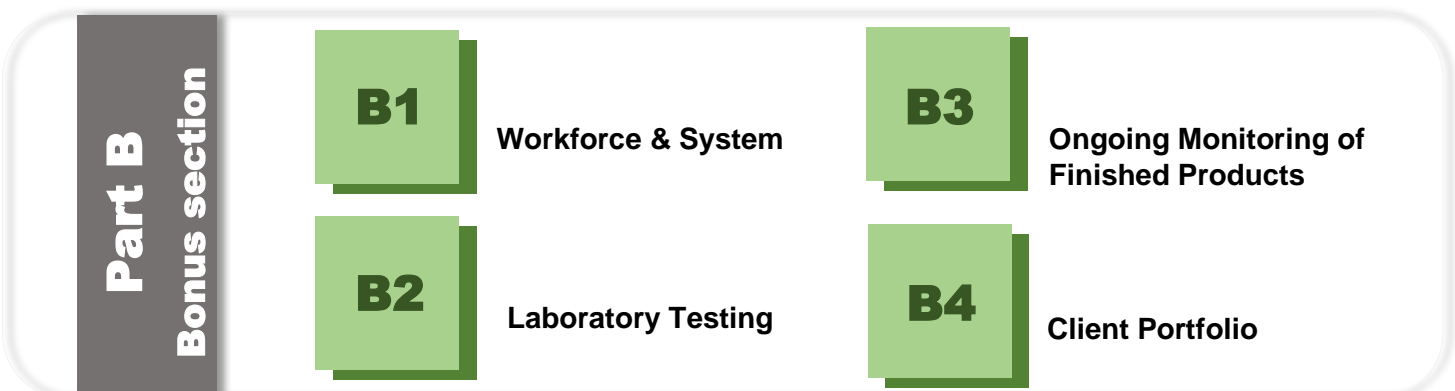 Part B
Bonus section
B1
Workforce & System
B2
Laboratory Testing
B3
Ongoing Monitoring of
Finished Products
B4
Client Portfolio